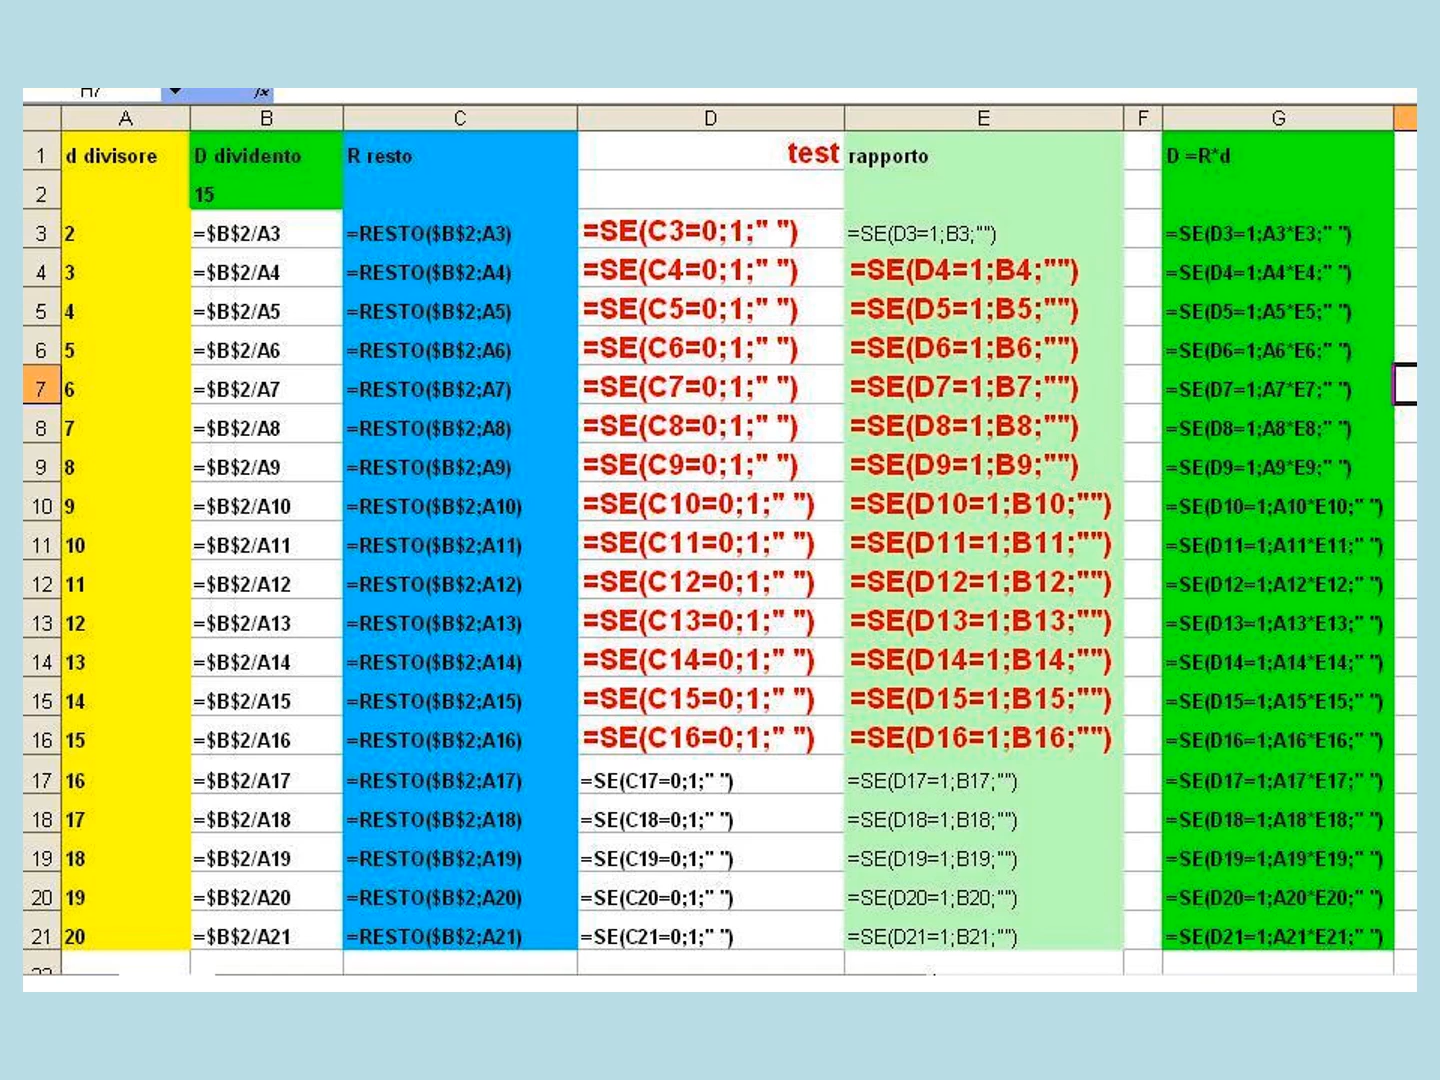 H7 fx
A B C D E F G
1 d divisore D dividento R resto test rapporto D =R*d
2 15
3 2 =$B$2/A3 =RESTO($B$2;A3) =SE(C3=0;1;" ") =SE(D3=1;B3;"") =SE(D3=1;A3*E3;" ")
4 3 =$B$2/A4 =RESTO($B$2;A4) =SE(C4=0;1;" ") =SE(D4=1;B4;"") =SE(D4=1;A4*E4;" ")
5 4 =$B$2/A5 =RESTO($B$2;A5) =SE(C5=0;1;" ") =SE(D5=1;B5;"") =SE(D5=1;A5*E5;" ")
6 5 =$B$2/A6 =RESTO($B$2;A6) =SE(C6=0;1;" ") =SE(D6=1;B6;"") =SE(D6=1;A6*E6;" ")
7 6 =$B$2/A7 =RESTO($B$2;A7) =SE(C7=0;1;" ") =SE(D7=1;B7;"") =SE(D7=1;A7*E7;" ")
8 7 =$B$2/A8 =RESTO($B$2;A8) =SE(C8=0;1;" ") =SE(D8=1;B8;"") =SE(D8=1;A8*E8;" ")
9 8 =$B$2/A9 =RESTO($B$2;A9) =SE(C9=0;1;" ") =SE(D9=1;B9;"") =SE(D9=1;A9*E9;" ")
10 9 =$B$2/A10 =RESTO($B$2;A10) =SE(C10=0;1;" ") =SE(D10=1;B10;"") =SE(D10=1;A10*E10;" ")
11 10 =$B$2/A11 =RESTO($B$2;A11) =SE(C11=0;1;" ") =SE(D11=1;B11;"") =SE(D11=1;A11*E11;" ")
12 11 =$B$2/A12 =RESTO($B$2;A12) =SE(C12=0;1;" ") =SE(D12=1;B12;"") =SE(D12=1;A12*E12;" ")
13 12 =$B$2/A13 =RESTO($B$2;A13) =SE(C13=0;1;" ") =SE(D13=1;B13;"") =SE(D13=1;A13*E13;" ")
14 13 =$B$2/A14 =RESTO($B$2;A14) =SE(C14=0;1;" ") =SE(D14=1;B14;"") =SE(D14=1;A14*E14;" ")
15 14 =$B$2/A15 =RESTO($B$2;A15) =SE(C15=0;1;" ") =SE(D15=1;B15;"") =SE(D15=1;A15*E15;" ")
16 15 =$B$2/A16 =RESTO($B$2;A16) =SE(C16=0;1;" ") =SE(D16=1;B16;"") =SE(D16=1;A16*E16;" ")
17 16 =$B$2/A17 =RESTO($B$2;A17) =SE(C17=0;1;" ") =SE(D17=1;B17;"") =SE(D17=1;A17*E17;" ")
18 17 =$B$2/A18 =RESTO($B$2;A18) =SE(C18=0;1;" ") =SE(D18=1;B18;"") =SE(D18=1;A18*E18;" ")
19 18 =$B$2/A19 =RESTO($B$2;A19) =SE(C19=0;1;" ") =SE(D19=1;B19;"") =SE(D19=1;A19*E19;" ")
20 19 =$B$2/A20 =RESTO($B$2;A20) =SE(C20=0;1;" ") =SE(D20=1;B20;"") =SE(D20=1;A20*E20;" ")
21 20 =$B$2/A21 =RESTO($B$2;A21) =SE(C21=0;1;" ") =SE(D21=1;B21;"") =SE(D21=1;A21*E21;" ")